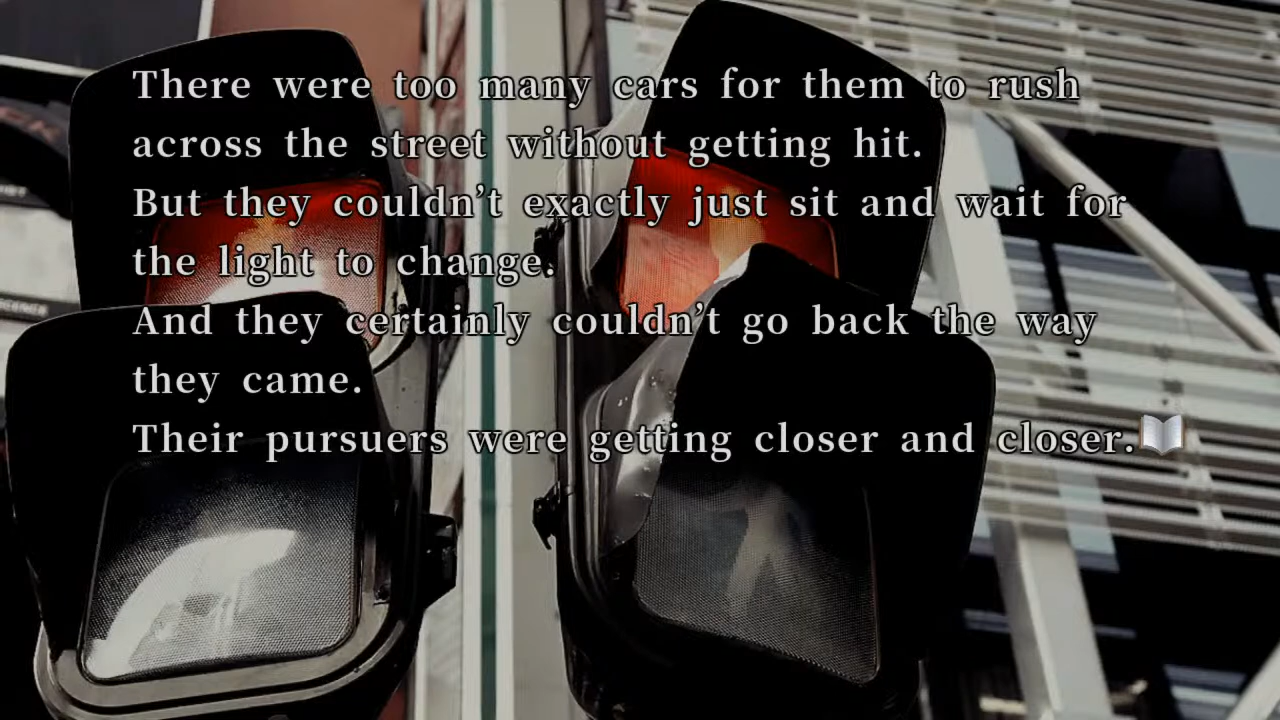 There were too many cars for them to rush
across the street without getting hit.
But they couldn’t exactly just sit and wait for
the light to change.
And they certainly couldn’t go back the way
they came.
Their pursuers were getting closer and closer.